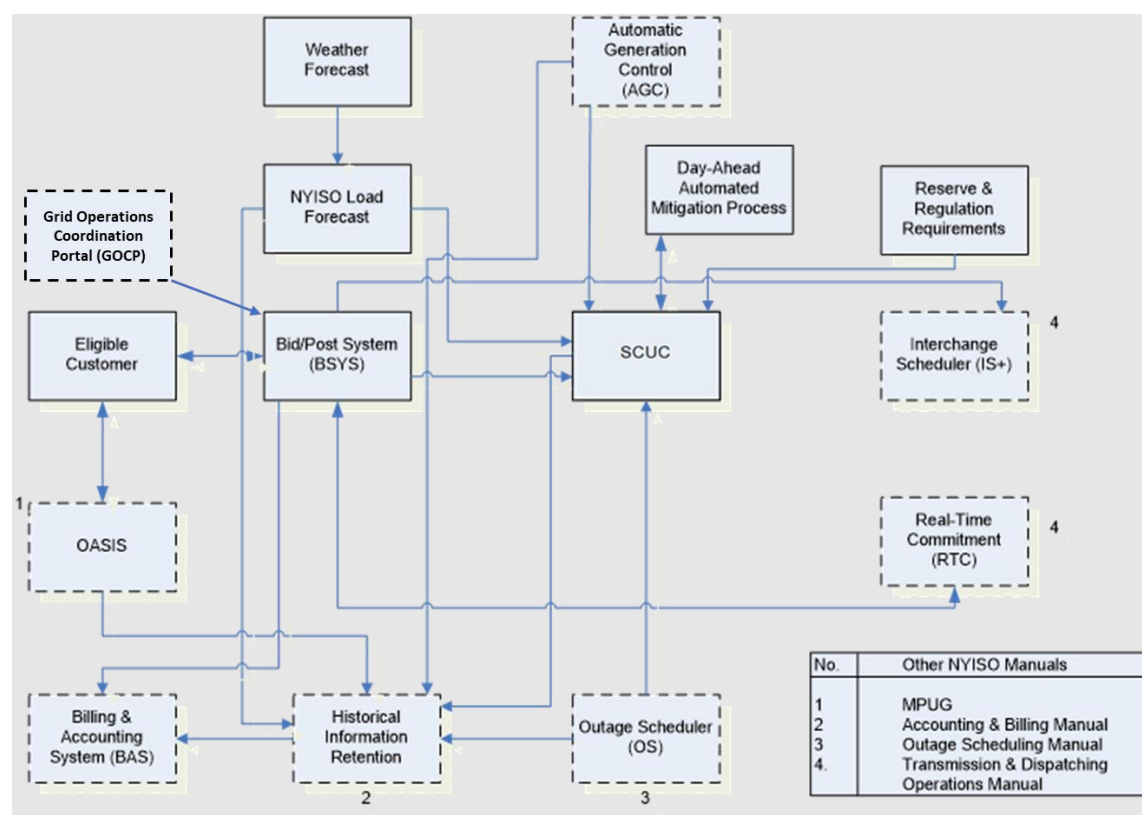 Weather
Forecast
Automatic
Generation
Control
(AGC)
NYISO Load
Forecast
Day-Ahead
Automated
Mitigation Process
Reserve &
Regulation
Requirements
Grid Operations
Coordination
Portal (GOCP)
Eligible
Customer
Bid/Post System
(BSYS)
SCUC
Interchange
Scheduler (IS+)
4
1
OASIS
Real-Time
Commitment
(RTC)
4
Billing &
Accounting
System (BAS)
Historical
Information
Retention
2
Outage Scheduler
(OS)
3
No. Other NYISO Manuals
1 MPUG
2 Accounting & Billing Manual
3 Outage Scheduling Manual
4. Transmission & Dispatching
Operations Manual